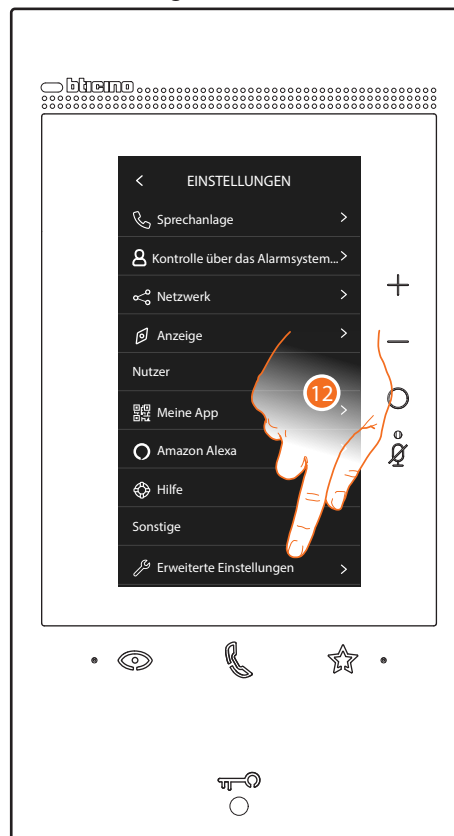 bticino
EINSTELLUNGEN
Sprechanlage
Kontrolle über das Alarmsystem...
Netzwerk
Anzeige
Nutzer
12
Meine App
Amazon Alexa
Hilfe
Sonstige
Erweiterte Einstellungen